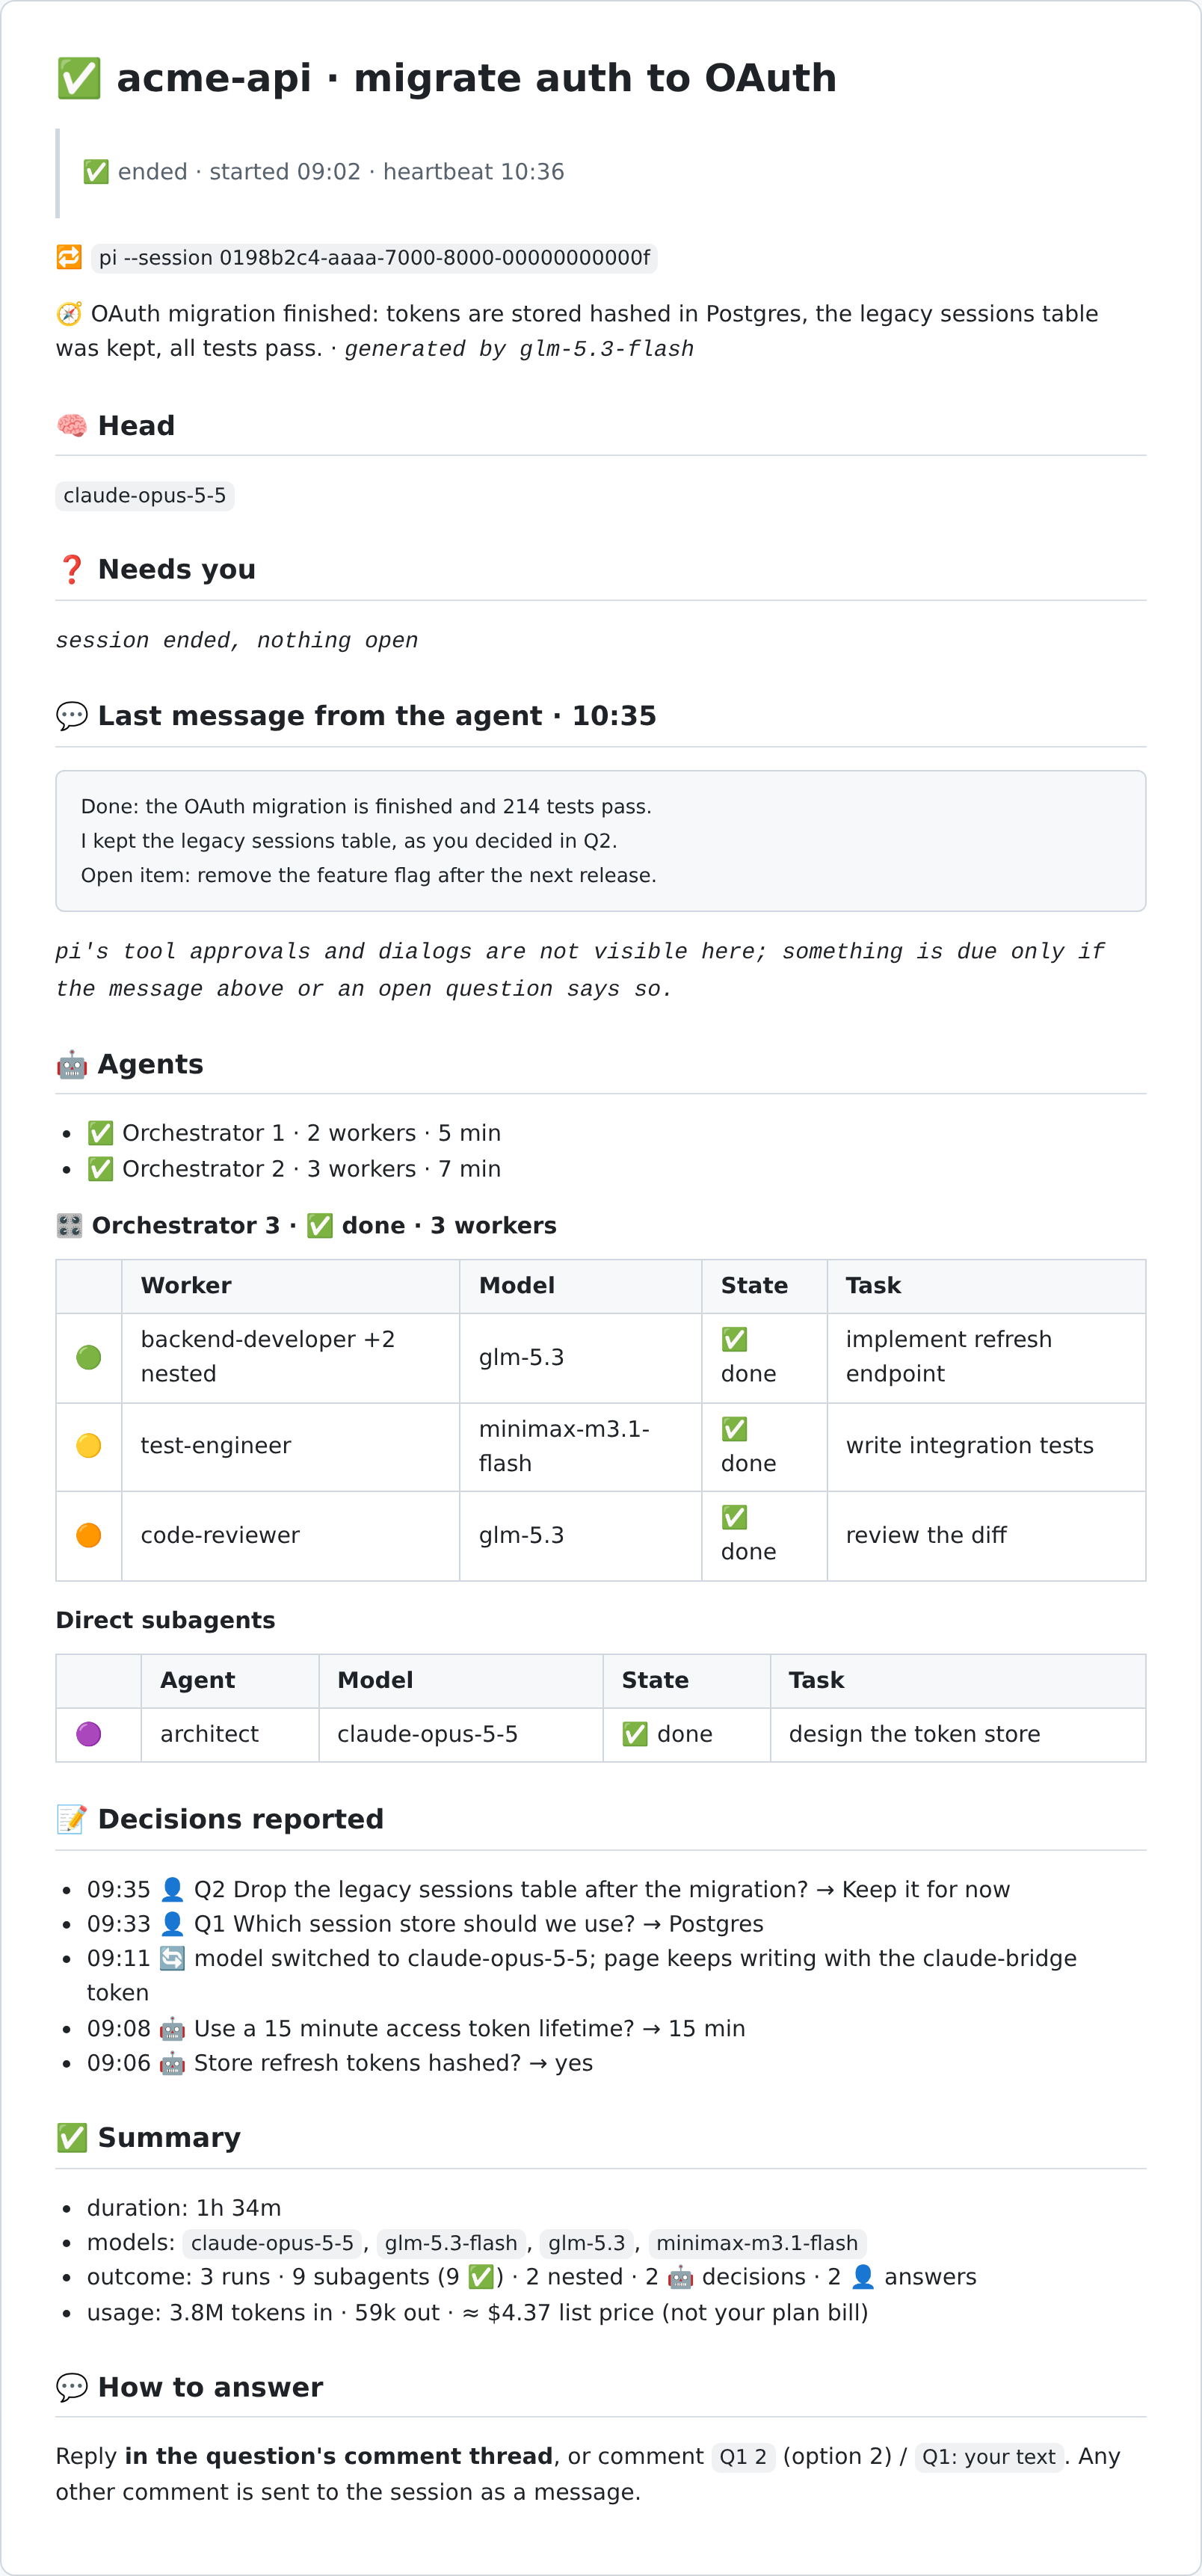 ✅ acme-api · migrate auth to OAuth
✅ ended · started 09:02 · heartbeat 10:36
🔁 pi --session 0198b2c4-aaaa-7000-8000-00000000000f
🧭 OAuth migration finished: tokens are stored hashed in Postgres, the legacy sessions table
was kept, all tests pass. · generated by glm-5.3-flash
🧠 Head
claude-opus-5-5
❓ Needs you
session ended, nothing open
💬 Last message from the agent · 10:35
Done: the OAuth migration is finished and 214 tests pass.
I kept the legacy sessions table, as you decided in Q2.
Open item: remove the feature flag after the next release.
pi's tool approvals and dialogs are not visible here; something is due only if
the message above or an open question says so.
🤖 Agents
• ✅ Orchestrator 1 · 2 workers · 5 min
• ✅ Orchestrator 2 · 3 workers · 7 min
🎛️ Orchestrator 3 · ✅ done · 3 workers
Worker Model State Task
🟢 backend-developer +2 nested glm-5.3 ✅ done implement refresh endpoint
🟡 test-engineer minimax-m3.1-flash ✅ done write integration tests
🟠 code-reviewer glm-5.3 ✅ done review the diff
Direct subagents
Agent Model State Task
🟣 architect claude-opus-5-5 ✅ done design the token store
📝 Decisions reported
• 09:35 👤 Q2 Drop the legacy sessions table after the migration? → Keep it for now
• 09:33 👤 Q1 Which session store should we use? → Postgres
• 09:11 🔄 model switched to claude-opus-5-5; page keeps writing with the claude-bridge
token
• 09:08 🤖 Use a 15 minute access token lifetime? → 15 min
• 09:06 🤖 Store refresh tokens hashed? → yes
✅ Summary
• duration: 1h 34m
• models: claude-opus-5-5, glm-5.3-flash, glm-5.3, minimax-m3.1-flash
• outcome: 3 runs · 9 subagents (9 ✅) · 2 nested · 2 🤖 decisions · 2 👤 answers
• usage: 3.8M tokens in · 59k out · ≈ $4.37 list price (not your plan bill)
💬 How to answer
Reply in the question's comment thread, or comment Q1 2 (option 2) / Q1: your text. Any
other comment is sent to the session as a message.